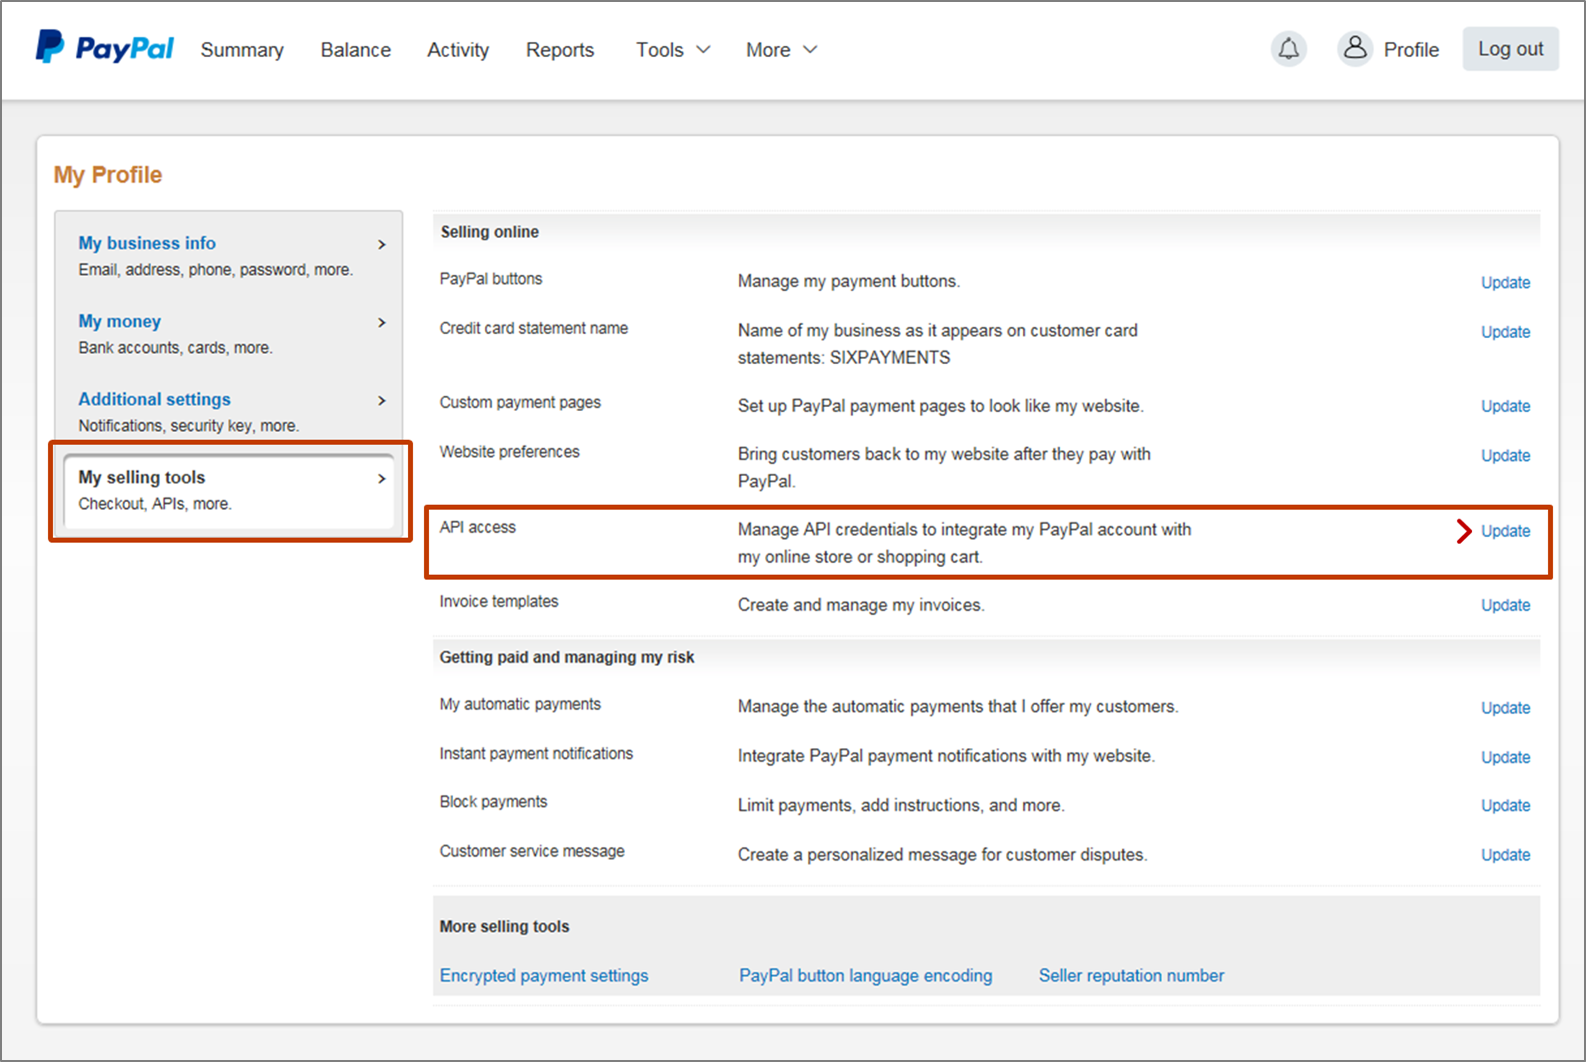 PayPal Summary Balance Activity Reports Tools More Profile Log out
My Profile
My business info
Email, address, phone, password, more.
My money
Bank accounts, cards, more.
Additional settings
Notifications, security key, more.
My selling tools
Checkout, APIs, more.
Selling online
PayPal buttons Manage my payment buttons. Update
Credit card statement name Name of my business as it appears on customer card Update
statements: SIXPAYMENTS
Custom payment pages Set up PayPal payment pages to look like my website. Update
Website preferences Bring customers back to my website after they pay with Update
PayPal.
API access Manage API credentials to integrate my PayPal account with Update
my online store or shopping cart.
Invoice templates Create and manage my invoices. Update
Getting paid and managing my risk
My automatic payments Manage the automatic payments that I offer my customers. Update
Instant payment notifications Integrate PayPal payment notifications with my website. Update
Block payments Limit payments, add instructions, and more. Update
Customer service message Create a personalized message for customer disputes. Update
More selling tools
Encrypted payment settings PayPal button language encoding Seller reputation number